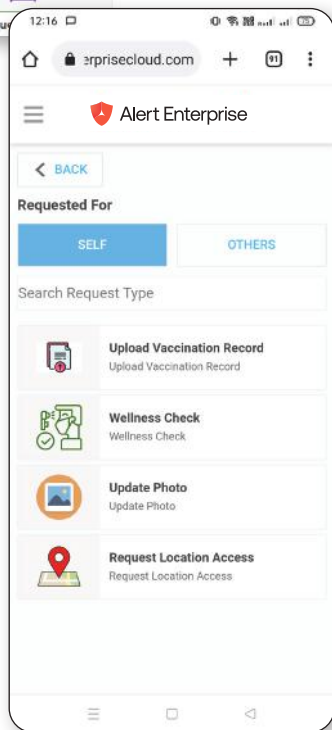 12:16
erprisecloud.com
91
Alert Enterprise
BACK
Requested For
SELF
OTHERS
Search Request Type
Upload Vaccination Record
Upload Vaccination Record
Wellness Check
Wellness Check
Update Photo
Update Photo
Request Location Access
Request Location Access